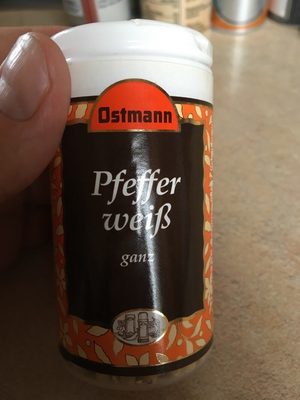 Ostmann
Pfeffer
weiß
ganz